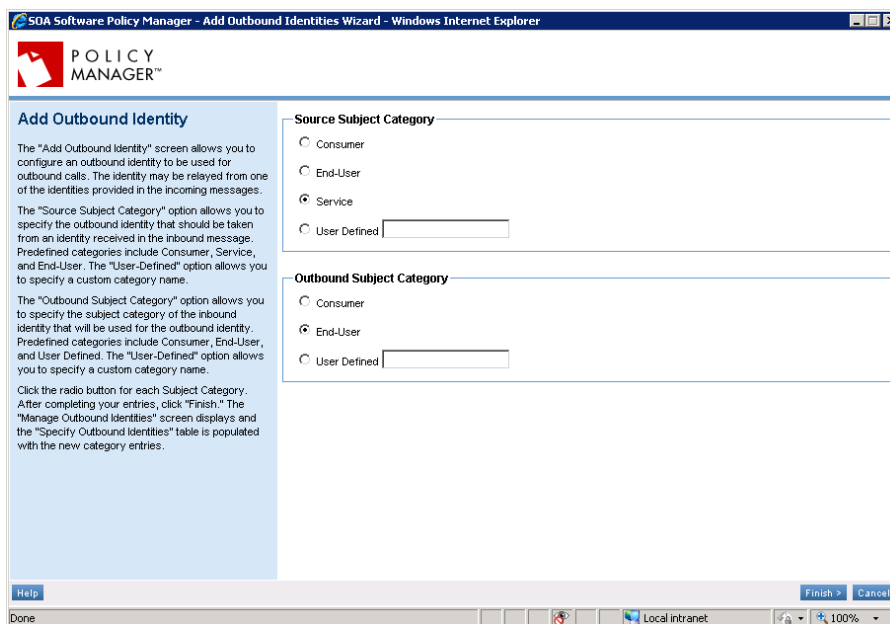 SOA Software Policy Manager - Add Outbound Identities Wizard - Windows Internet Explorer
POLICY
MANAGER™
Add Outbound Identity
The "Add Outbound Identity" screen allows you to
configure an outbound identity to be used for
outbound calls. The identity may be relayed from one
of the identities provided in the incoming messages.
The "Source Subject Category" option allows you to
specify the outbound identity that should be taken
from an identity received in the inbound message.
Predefined categories include Consumer, Service,
and End-User. The "User-Defined" option allows you
to specify a custom category name.
The "Outbound Subject Category" option allows you
to specify the subject category of the inbound
identity that will be used for the outbound identity.
Predefined categories include Consumer, End-User,
and User Defined. The "User-Defined" option allows
you to specify a custom category name.
Click the radio button for each Subject Category.
After completing your entries, click "Finish." The
"Manage Outbound Identities" screen displays and
the "Specify Outbound Identities" table is populated
with the new category entries.
Source Subject Category
Consumer
End-User
Service
User Defined
Outbound Subject Category
Consumer
End-User
User Defined
Help
Finish >
Cancel
Done
Local intranet
100%